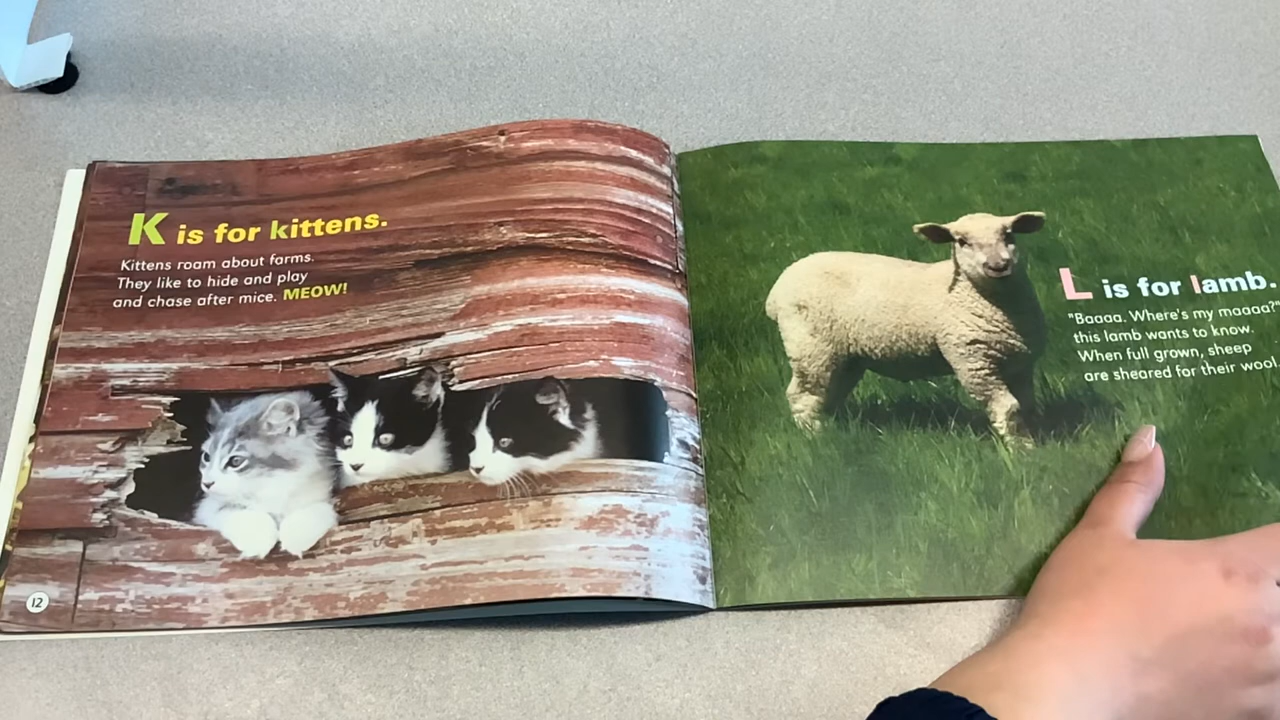 K is for kittens.
Kittens roam about farms.
They like to hide and play
and chase after mice. MEOW!
12
L is for lamb.
"Baaaa. Where's my maaaa?"
this lamb wants to know.
When full grown, sheep
are sheared for their wool.